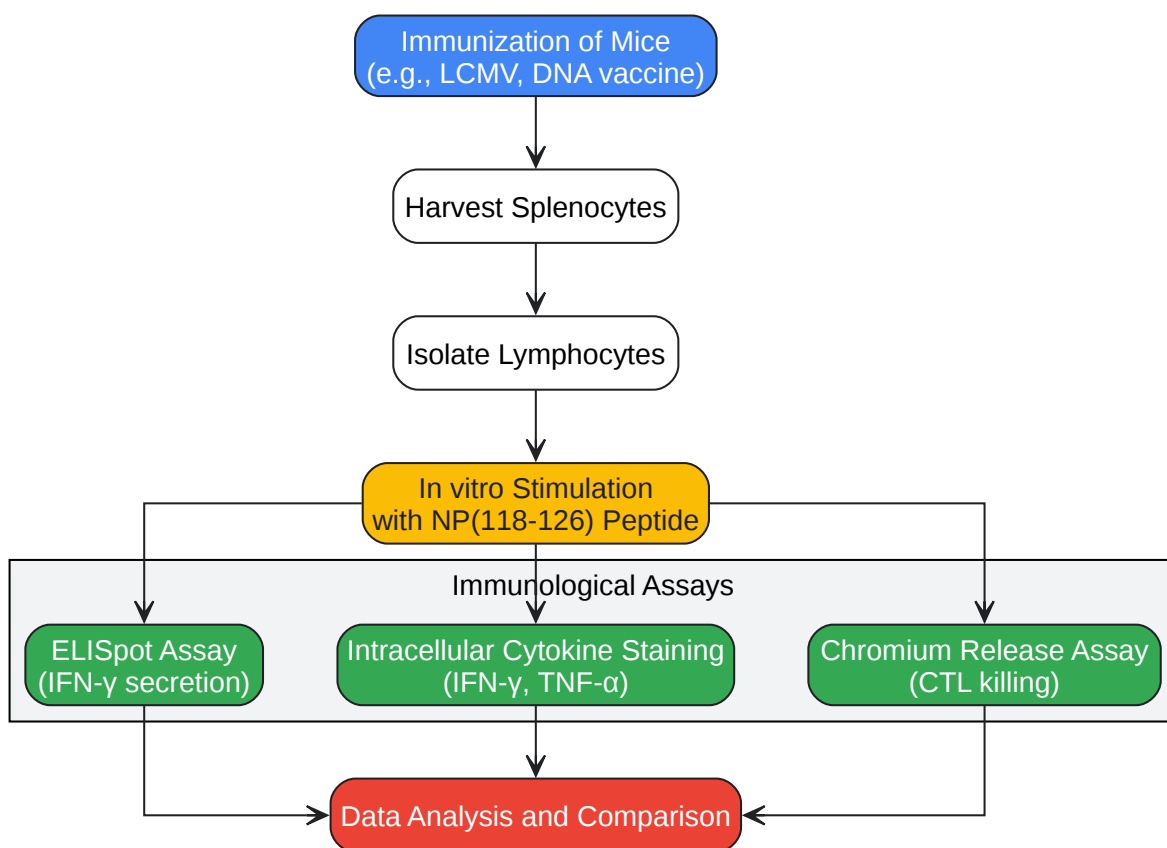 Immunization of Mice
(e.g., LCMV, DNA vaccine)
Harvest Splenocytes
Isolate Lymphocytes
In vitro Stimulation
with NP(118-126) Peptide
Immunological Assays
ELISpot Assay
(IFN-γ secretion)
Intracellular Cytokine Staining
(IFN-γ, TNF-α)
Chromium Release Assay
(CTL killing)
Data Analysis and Comparison